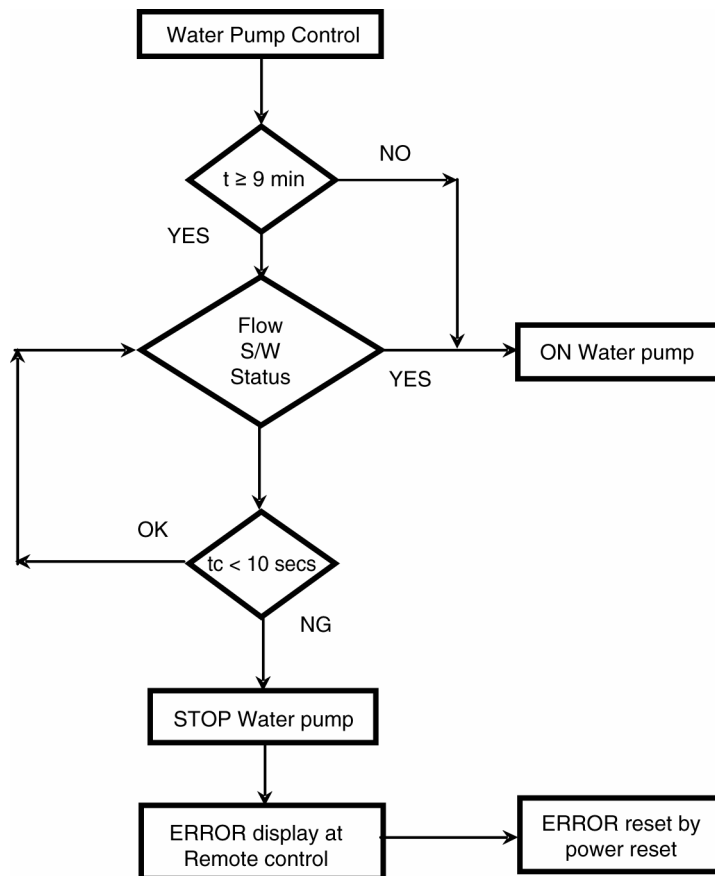 Water Pump Control
t ≥ 9 min
NO
YES
Flow
S/W
Status
YES
ON Water pump
OK
tc < 10 secs
NG
STOP Water pump
ERROR display at
Remote control
ERROR reset by
power reset